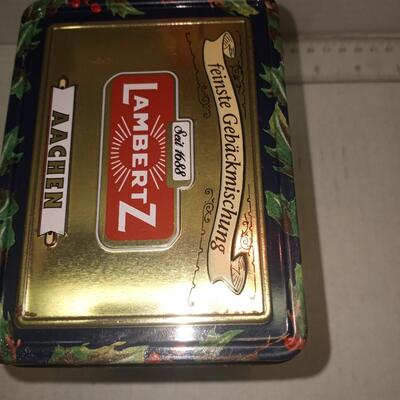 feinste Gebäckmischung
Seit 1688
LAMBERTZ
AACHEN